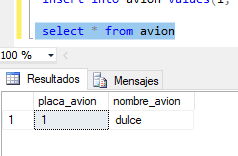 insert into avion values(1,
select * from avion
100 %
Resultados Mensajes
placa_avion nombre_avion
1 1 dulce